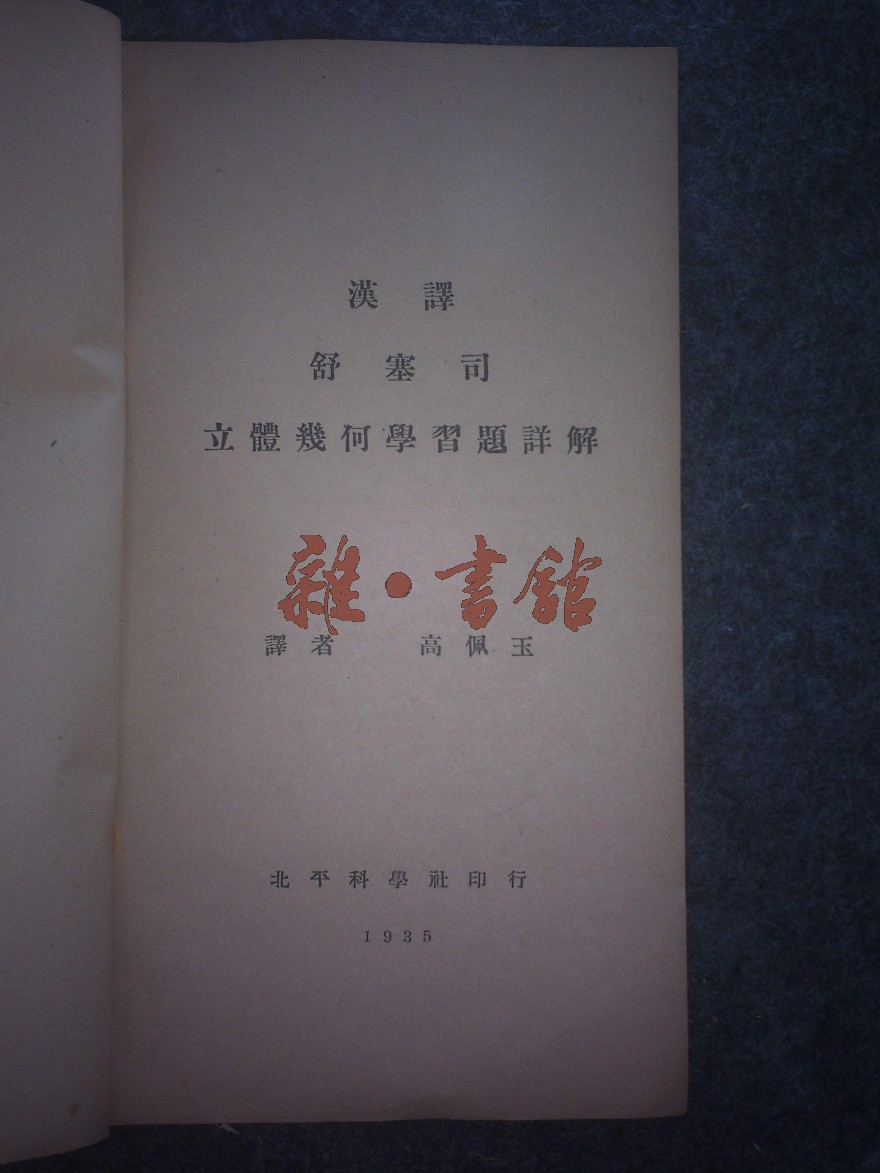 漢譯
舒塞司
立體幾何學習題詳解
雜·書館
譯者 高佩玉
北平科學社印行
1935